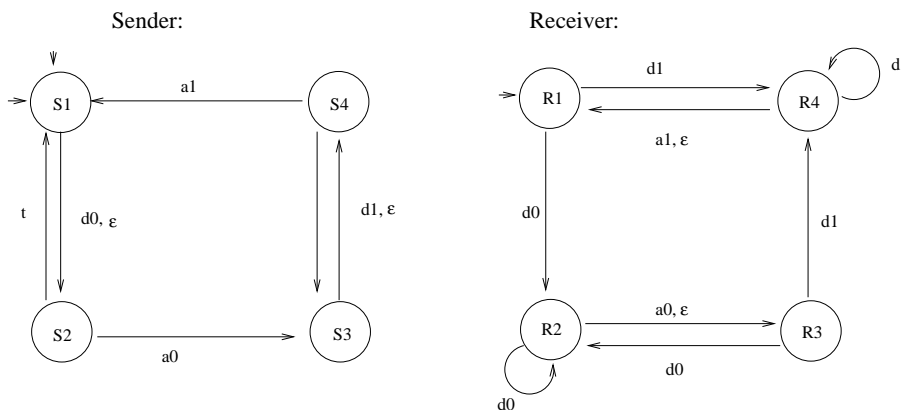 Sender:
Receiver:
S1
a1
S4
t
d0, ε
d1, ε
S2
a0
S3
R1
d1
R4
d
a1, ε
d0
d1
R2
a0, ε
R3
d0
d0